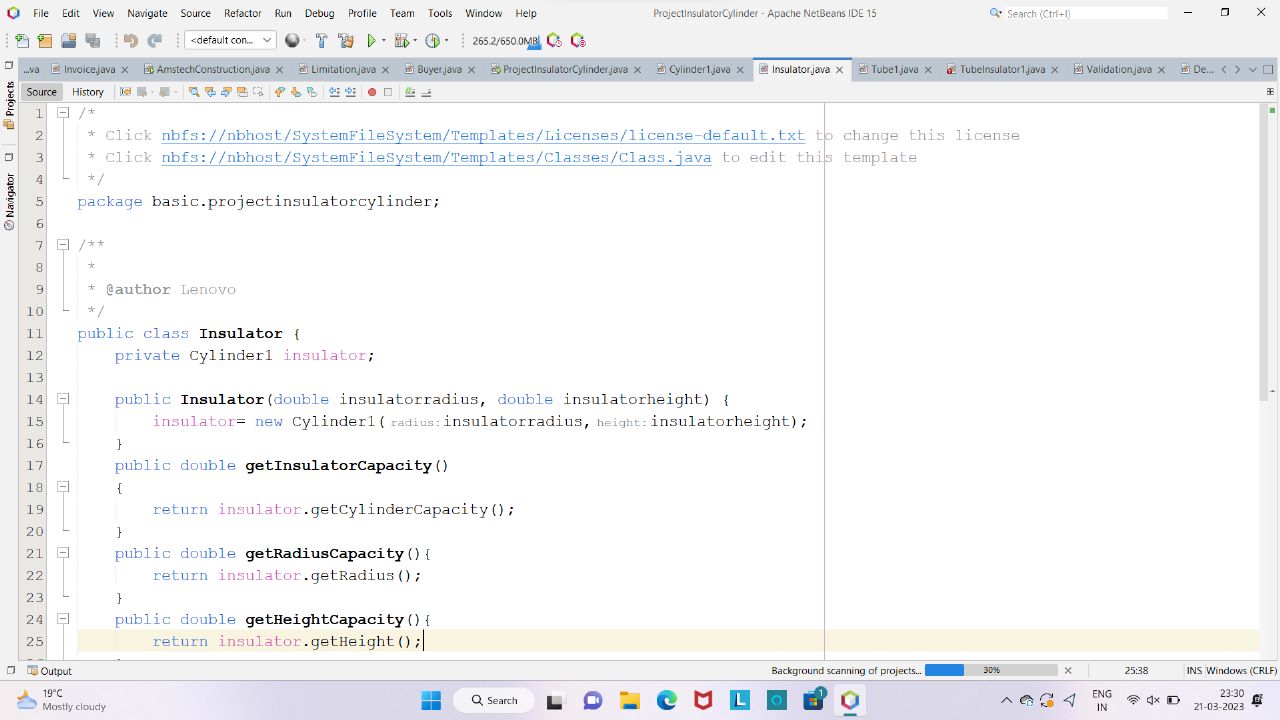 File Edit View Navigate Source Refactor Run Debug Profile Team Tools Window Help ProjectInsulatorCylinder - Apache NetBeans IDE 15 Search (Ctrl+I)
<default con... 265.2/650.0MB
...va Invoice.java AmstechConstruction.java Limitation.java Buyer.java ProjectInsulatorCylinder.java Cylinder1.java Insulator.java Tube1.java TubeInsulator1.java Validation.java De...
Source History
Projects
Navigator
1 /*
2 * Click nbfs://nbhost/SystemFileSystem/Templates/Licenses/license-default.txt to change this license
3 * Click nbfs://nbhost/SystemFileSystem/Templates/Classes/Class.java to edit this template
4 */
5 package basic.projectinsulatorcylinder;
6
7 /**
8 *
9 * @author Lenovo
10 */
11 public class Insulator {
12 private Cylinder1 insulator;
13
14 public Insulator(double insulatorradius, double insulatorheight) {
15 insulator= new Cylinder1( radius: insulatorradius, height: insulatorheight);
16 }
17 public double getInsulatorCapacity()
18 {
19 return insulator.getCylinderCapacity();
20 }
21 public double getRadiusCapacity(){
22 return insulator.getRadius();
23 }
24 public double getHeightCapacity(){
25 return insulator.getHeight();
Output Background scanning of projects... 30% 25:38 INS Windows (CRLF)
19°C
Mostly cloudy
Search
L
1
ENG
IN
23:30
21-03-2023